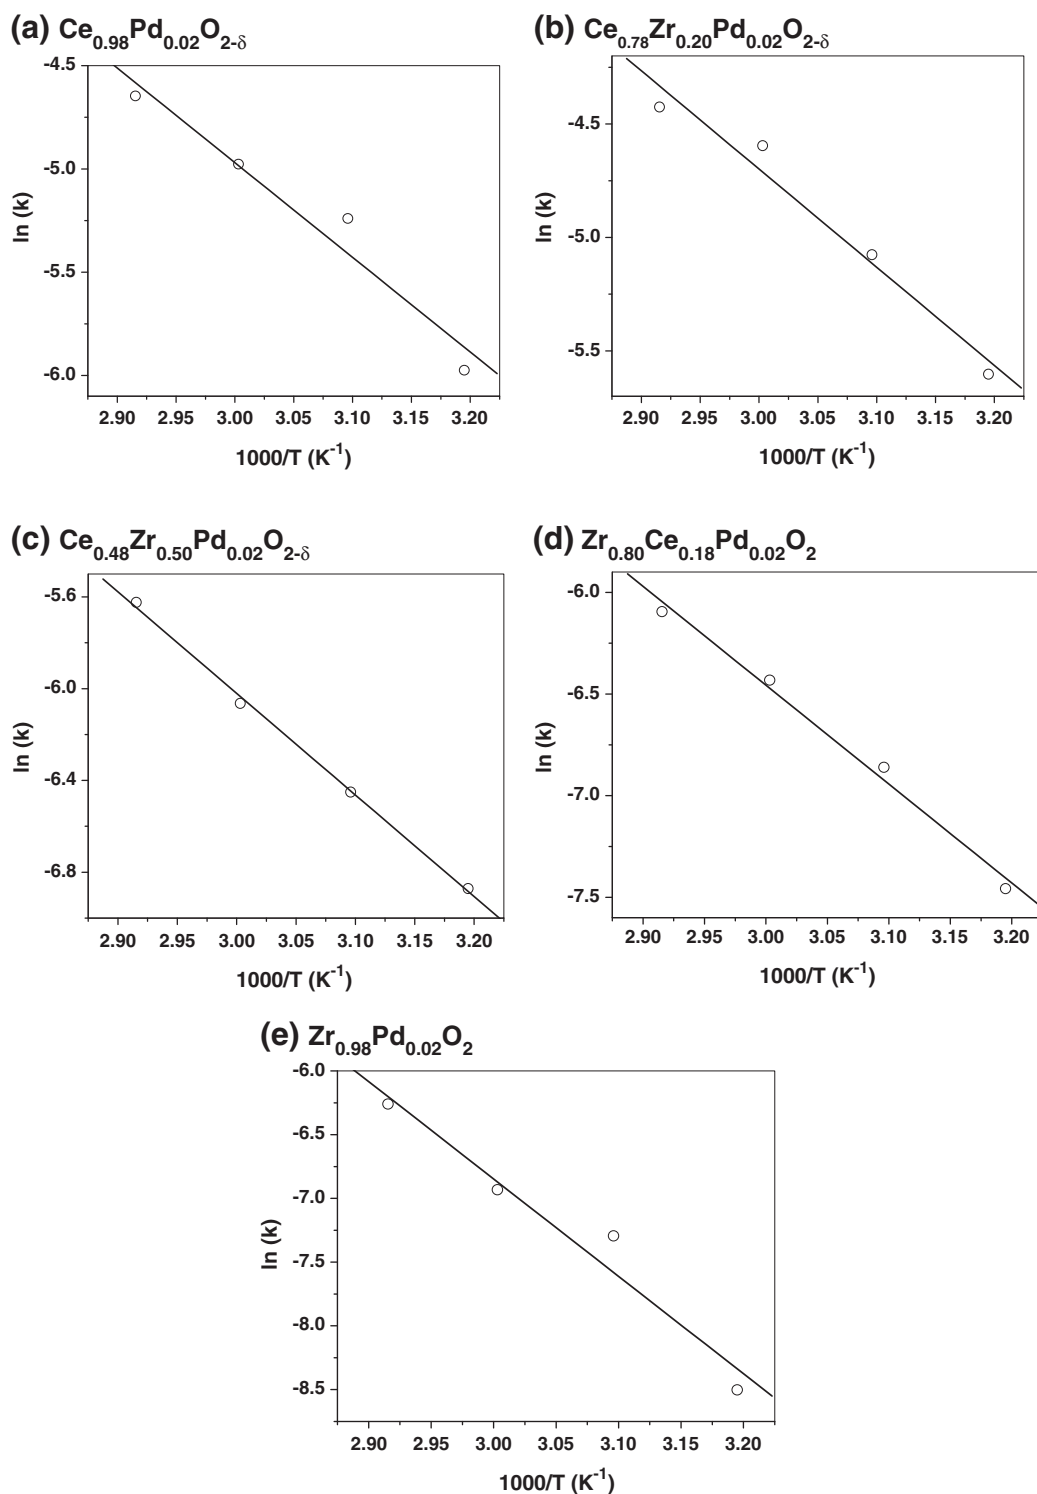 (a) Ce0.98Pd0.02O2-δ
-4.5
-5.0
-5.5
-6.0
ln (k)
2.90 2.95 3.00 3.05 3.10 3.15 3.20
1000/T (K-1)
(b) Ce0.78Zr0.20Pd0.02O2-δ
-4.5
-5.0
-5.5
ln (k)
2.90 2.95 3.00 3.05 3.10 3.15 3.20
1000/T (K-1)
(c) Ce0.48Zr0.50Pd0.02O2-δ
-5.6
-6.0
-6.4
-6.8
ln (k)
2.90 2.95 3.00 3.05 3.10 3.15 3.20
1000/T (K-1)
(d) Zr0.80Ce0.18Pd0.02O2
-6.0
-6.5
-7.0
-7.5
ln (k)
2.90 2.95 3.00 3.05 3.10 3.15 3.20
1000/T (K-1)
(e) Zr0.98Pd0.02O2
-6.0
-6.5
-7.0
-7.5
-8.0
-8.5
ln (k)
2.90 2.95 3.00 3.05 3.10 3.15 3.20
1000/T (K-1)